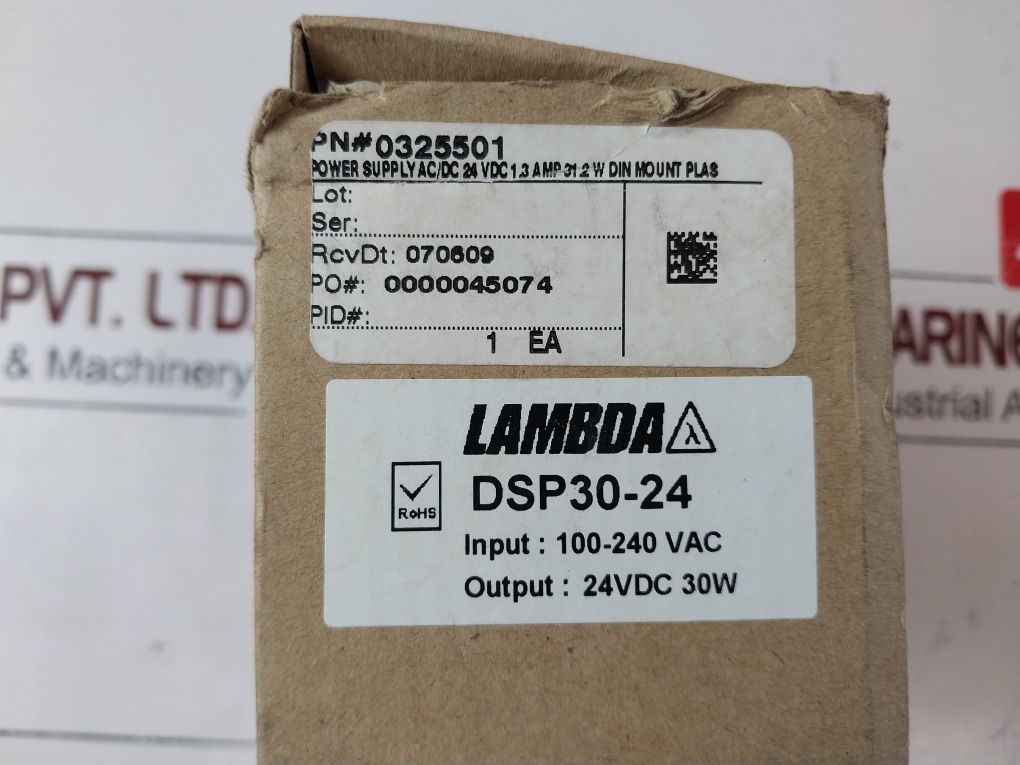 PN# 0325501
POWER SUPPLY AC/DC 24 VDC 1.3 AMP 31.2 W DIN MOUNT PLAS
Lot:
Ser:
RcvDt: 070609
PO#: 0000045074
PID#:
1 EA
LAMBDA λ
RoHS
DSP30-24
Input : 100-240 VAC
Output : 24VDC 30W
PVT. LTD
& Machinery
ARINE
ustrial A